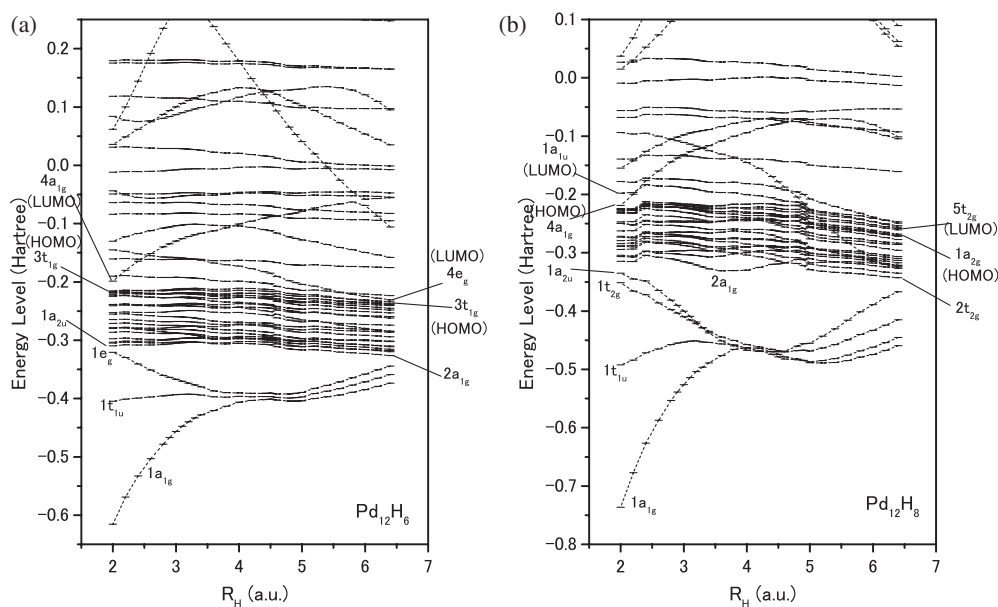 (a)
0.2
0.1
0.0
−0.1
−0.2
−0.3
−0.4
−0.5
−0.6
Energy Level (Hartree)
4a1g
(LUMO)
(HOMO)
3t1g
1a2u
1eg
1t1u
1a1g
(LUMO)
4eg
3t1g
(HOMO)
2a1g
Pd12H6
1 2 3 4 5 6 7
RH (a.u.)
(b)
0.1
0.0
−0.1
−0.2
−0.3
−0.4
−0.5
−0.6
−0.7
−0.8
Energy Level (Hartree)
1a1u
(LUMO)
(HOMO)
4a1g
1a2u
1t2g
1t1u
1a1g
2a1g
5t2g
(LUMO)
1a2g
(HOMO)
2t2g
Pd12H8
2 3 4 5 6 7
RH (a.u.)